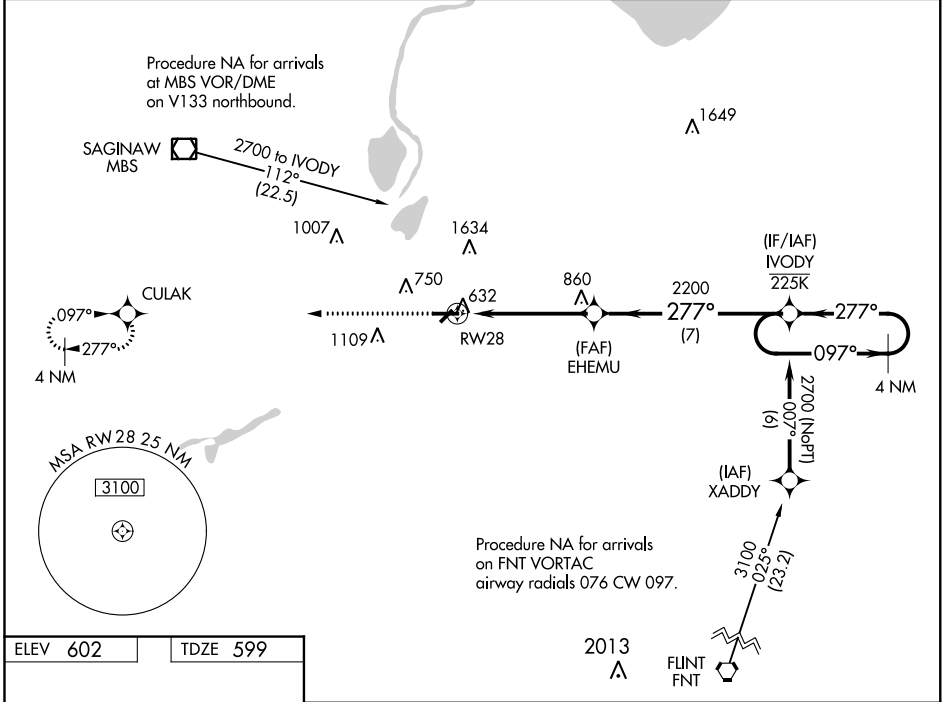 Procedure NA for arrivals
at MBS VOR/DME
on V133 northbound.
1649
SAGINAW
MBS
2700 to IVODY
112°
(22.5)
1007
1634
(IF/IAF)
IVODY
225K
750
632
860
2200
277°
(7)
277°
097°
4 NM
CULAK
097°
277°
4 NM
1109
RW28
(FAF)
EHEMU
2700 (NoPT)
007°
(6)
(IAF)
XADDY
MSA RW28 25 NM
3100
Procedure NA for arrivals
on FNT VORTAC
airway radials 076 CW 097.
3100
025°
(23.2)
2013
FLINT
FNT
ELEV 602
TDZE 599